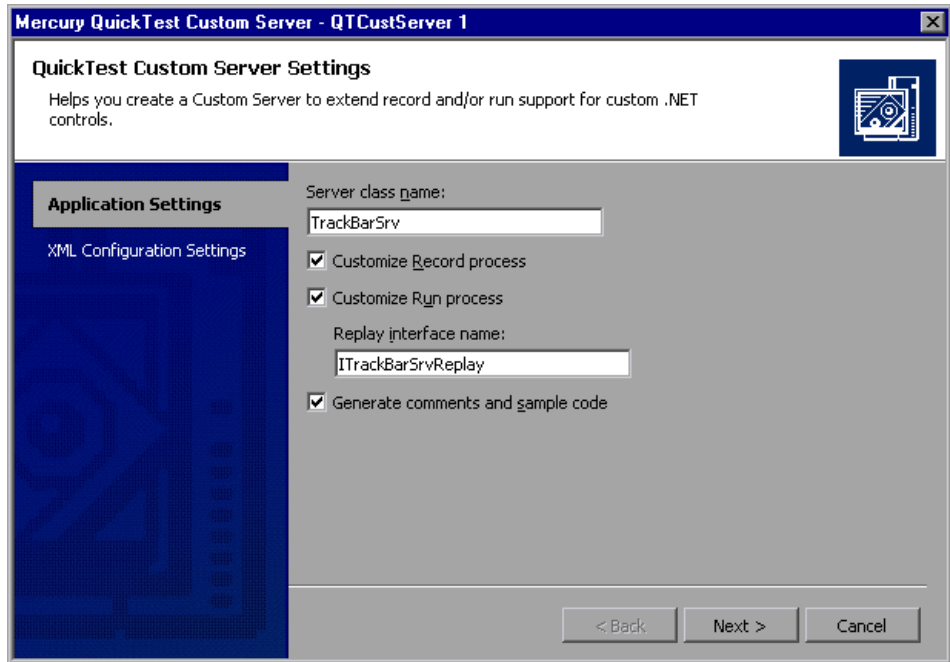 Mercury QuickTest Custom Server - QTCustServer 1
QuickTest Custom Server Settings
Helps you create a Custom Server to extend record and/or run support for custom .NET
controls.
Application Settings
XML Configuration Settings
Server class name:
TrackBarSrv
Customize Record process
Customize Run process
Replay interface name:
ITrackBarSrvReplay
Generate comments and sample code
< Back
Next >
Cancel